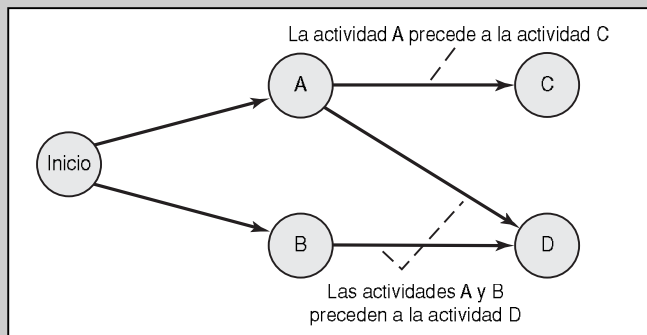 La actividad A precede a la actividad C
A
C
Inicio
B
D
Las actividades A y B
preceden a la actividad D